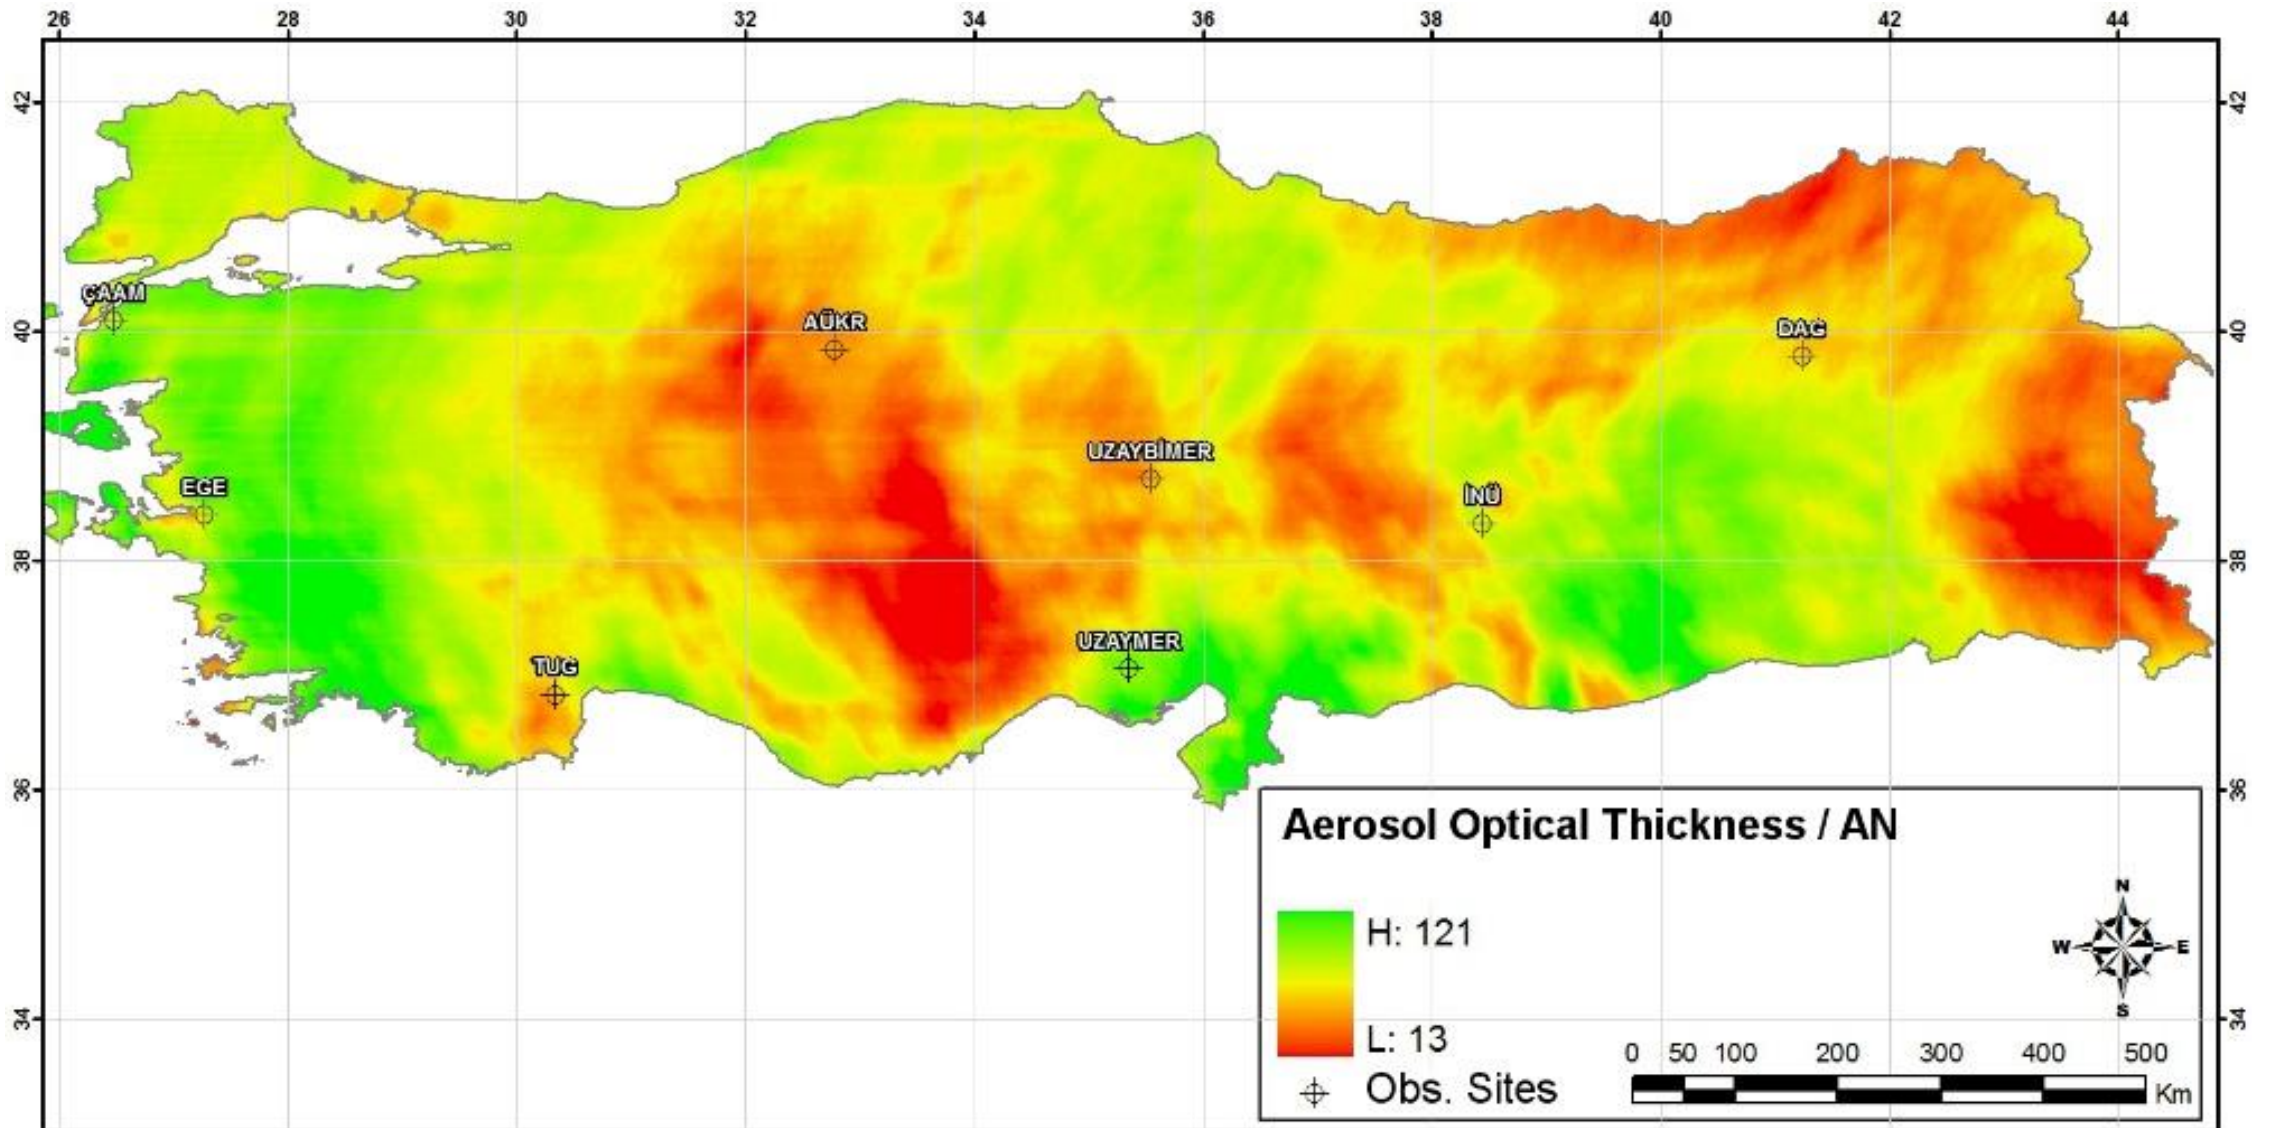 26 28 30 32 34 36 38 40 42 44
42 42
ÇAAM
40 AÜKR DAG 40
UZAYBİMER
EGE İNÜ
38 38
UZAYMER
TUG
36 36
Aerosol Optical Thickness / AN
N
H: 121
W E
S
34 34
L: 13
0 50 100 200 300 400 500
Obs. Sites
Km